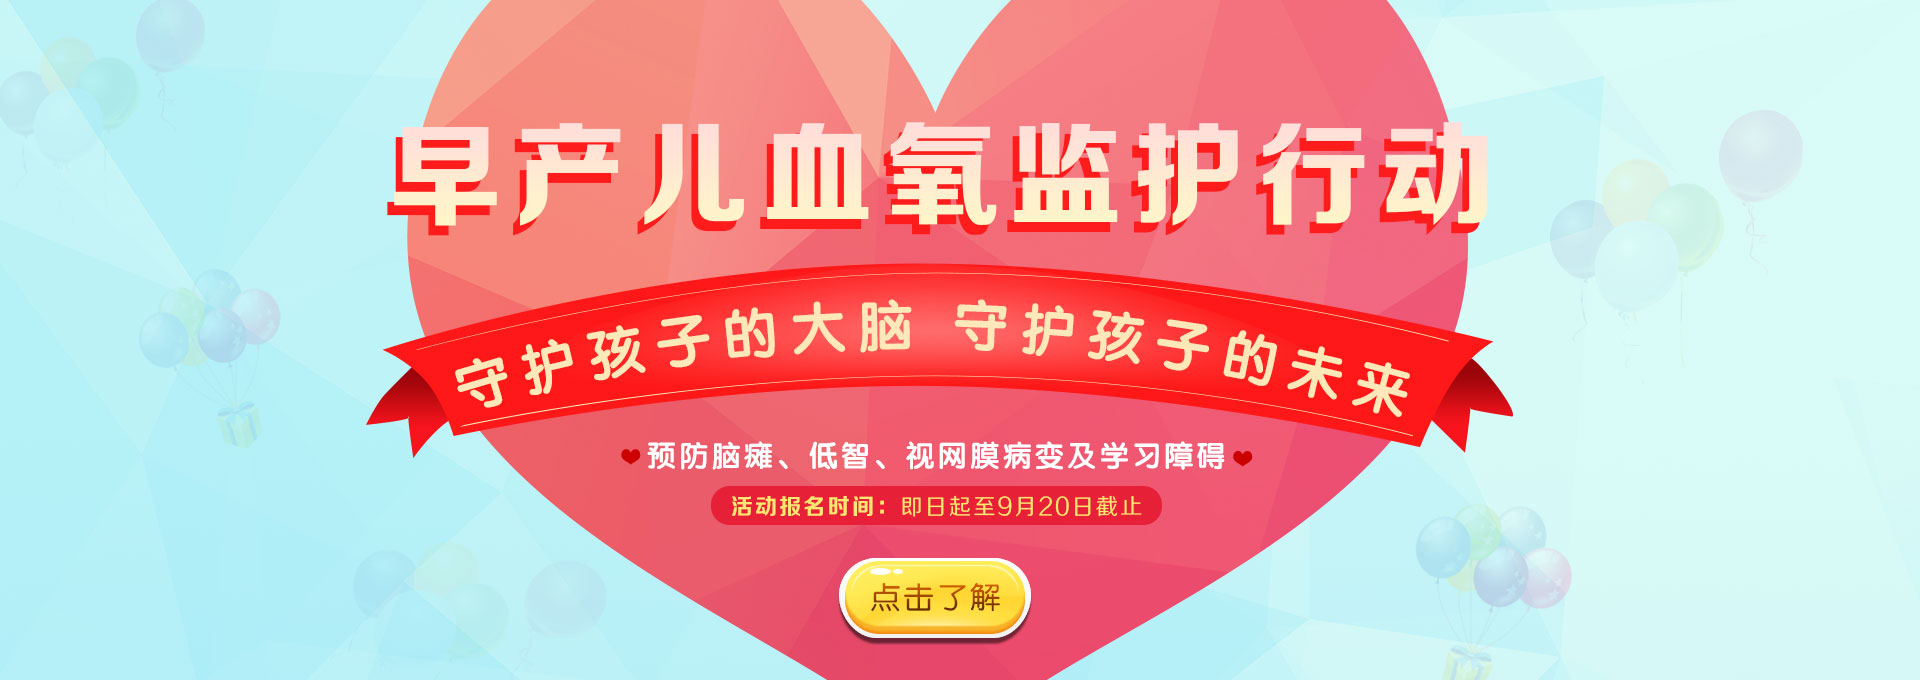 早产儿血氧监护行动
守护孩子的大脑 守护孩子的未来
预防脑瘫、低智、视网膜病变及学习障碍
活动报名时间：即日起至9月20日截止
点击了解